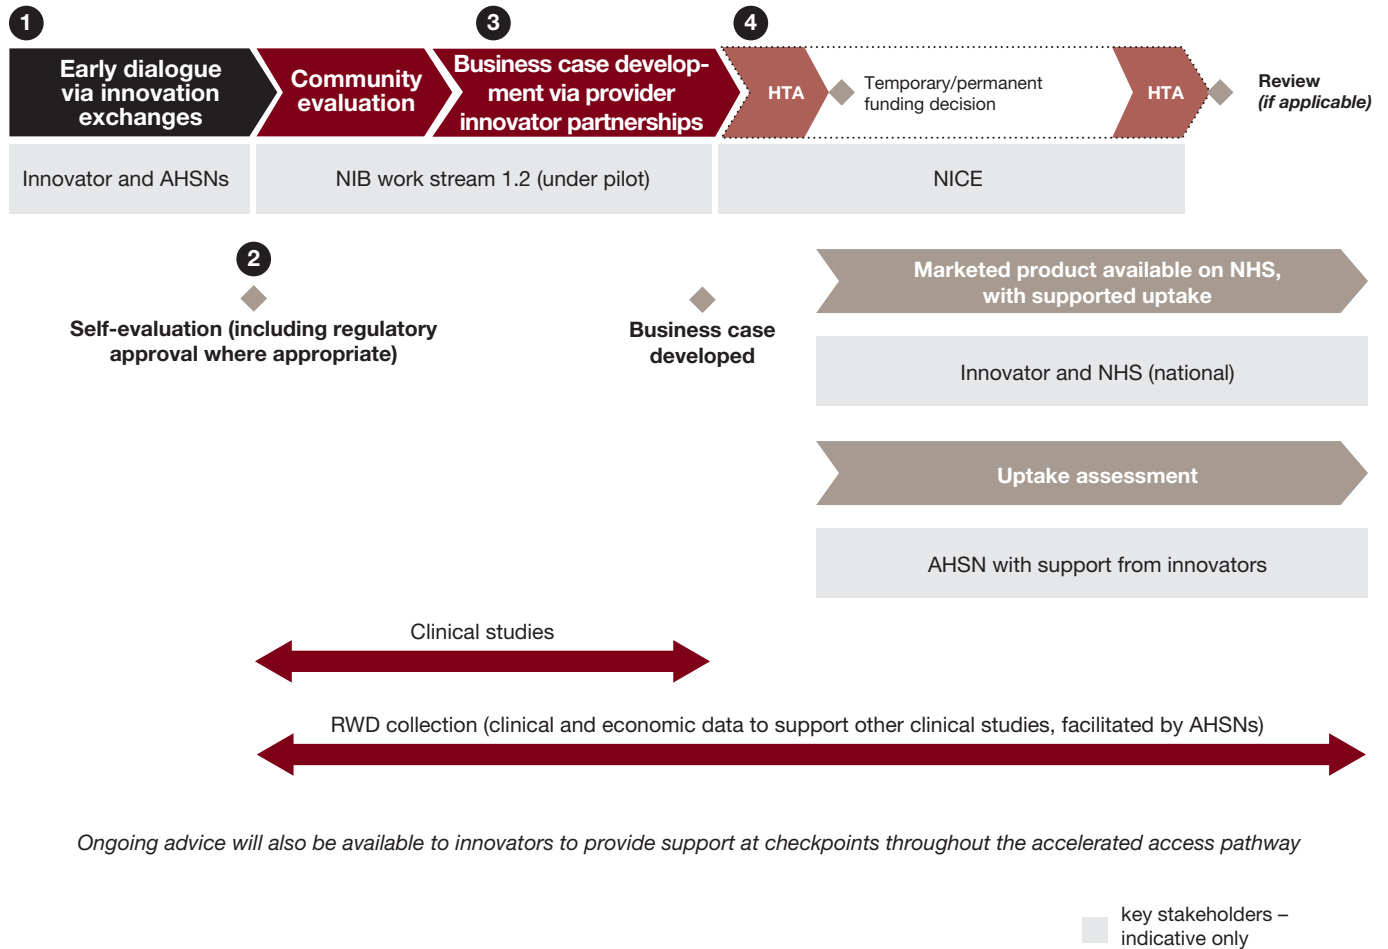 1
3
4
Early dialogue
via innovation
exchanges
Community
evaluation
Business case develop-
ment via provider
innovator partnerships
HTA
Temporary/permanent
funding decision
HTA
Review
(if applicable)
Innovator and AHSNs
NIB work stream 1.2 (under pilot)
NICE
2
Self-evaluation (including regulatory
approval where appropriate)
Business case
developed
Marketed product available on NHS,
with supported uptake
Innovator and NHS (national)
Uptake assessment
AHSN with support from innovators
Clinical studies
RWD collection (clinical and economic data to support other clinical studies, facilitated by AHSNs)
Ongoing advice will also be available to innovators to provide support at checkpoints throughout the accelerated access pathway
key stakeholders –
indicative only